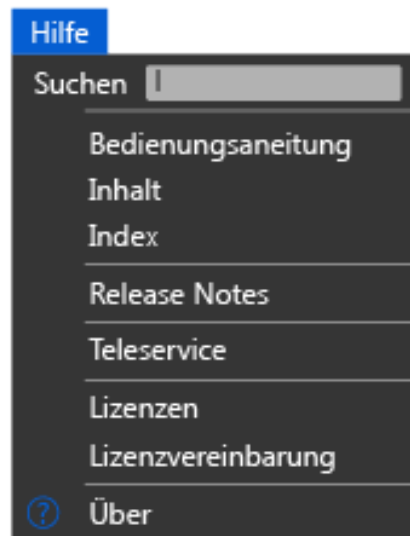 Hilfe
Suchen
Bedienungsaneitung
Inhalt
Index
Release Notes
Teleservice
Lizenzen
Lizenzvereinbarung
? Über